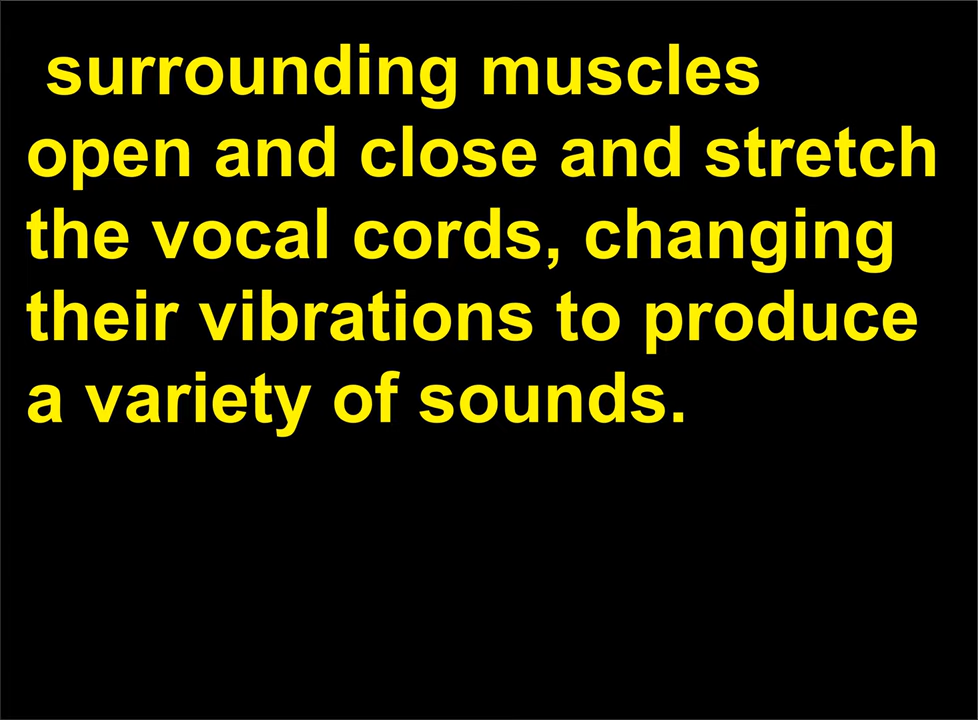 surrounding muscles
open and close and stretch
the vocal cords, changing
their vibrations to produce
a variety of sounds.